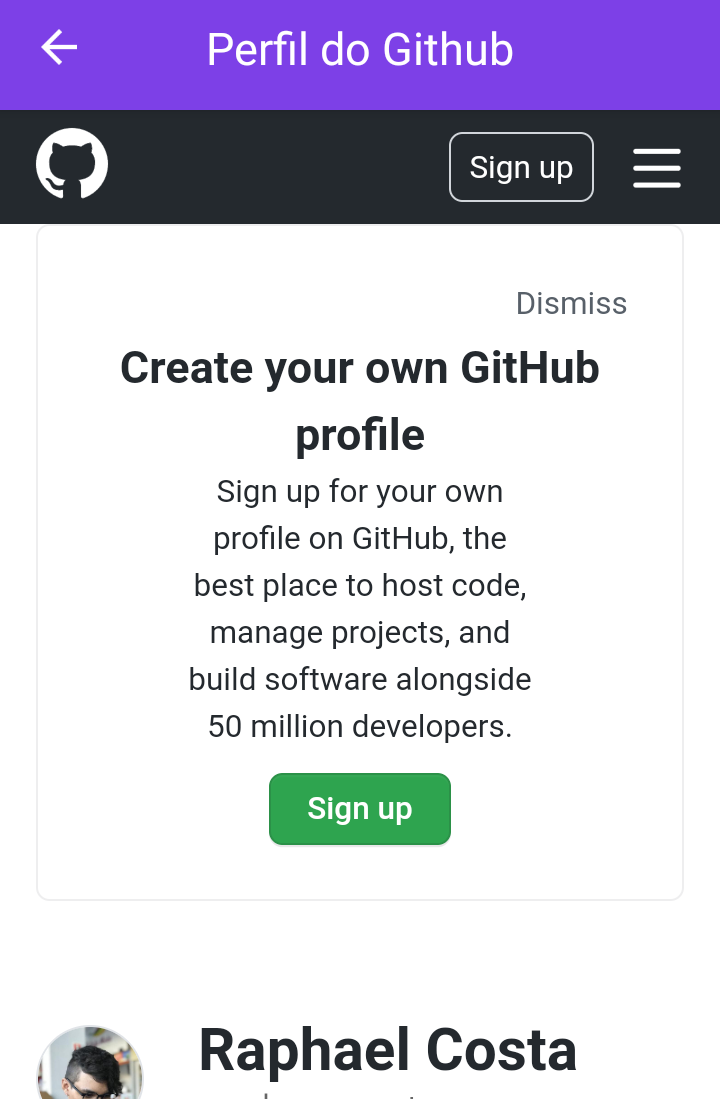 Perfil do Github
Sign up
Dismiss
Create your own GitHub
profile
Sign up for your own
profile on GitHub, the
best place to host code,
manage projects, and
build software alongside
50 million developers.
Sign up
Raphael Costa